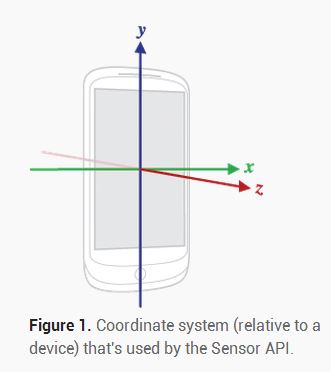 y
x
z
Figure 1. Coordinate system (relative to a
device) that's used by the Sensor API.